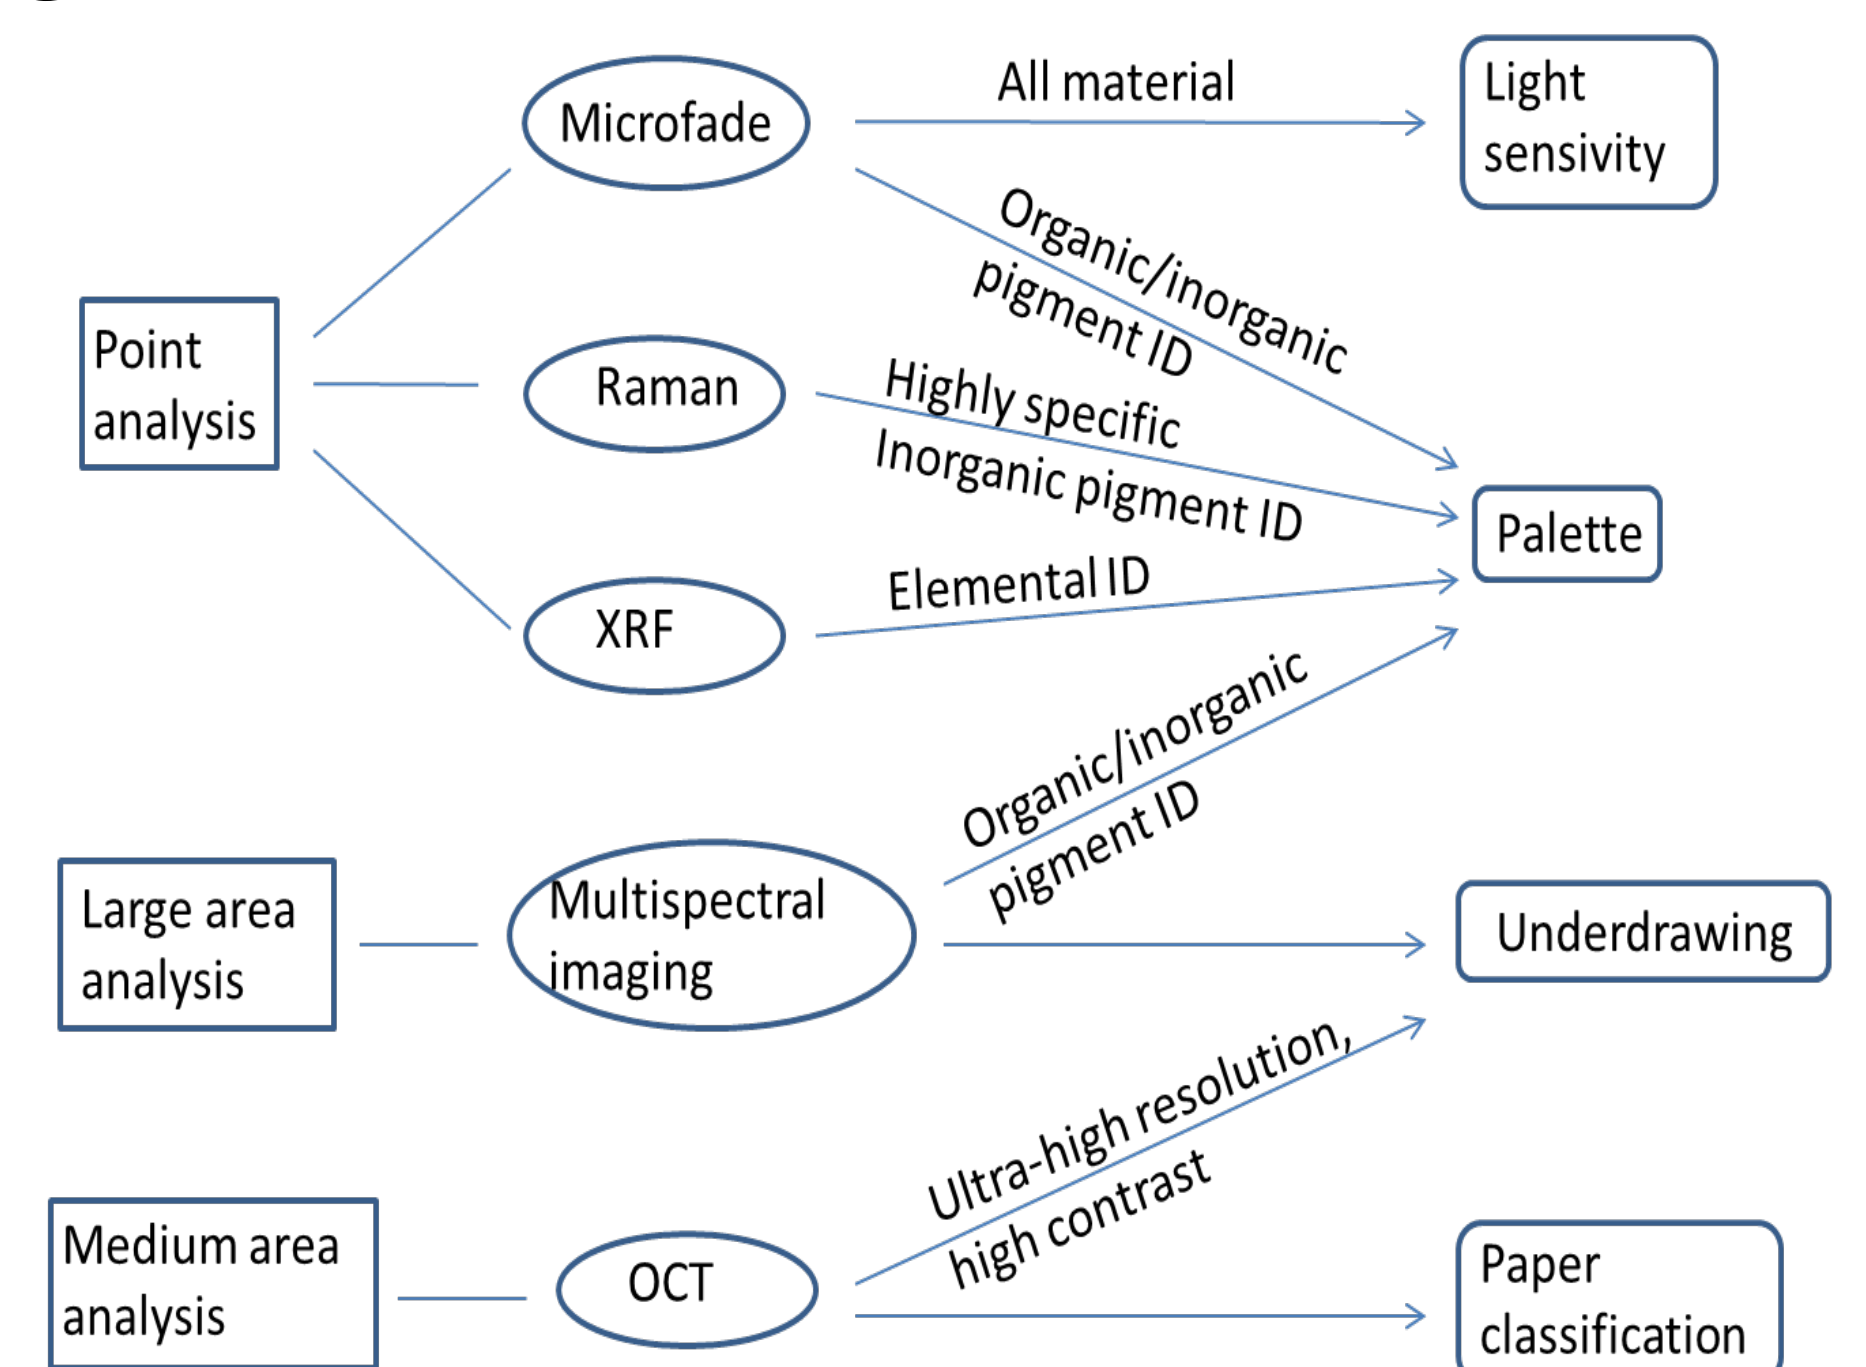 Microfade
All material
Light
sensivity
Organic/inorganic
pigment ID
Point
analysis
Raman
Highly specific
Inorganic pigment ID
Palette
XRF
Elemental ID
Organic/inorganic
pigment ID
Large area
analysis
Multispectral
imaging
Underdrawing
Ultra-high resolution,
high contrast
Medium area
analysis
OCT
Paper
classification